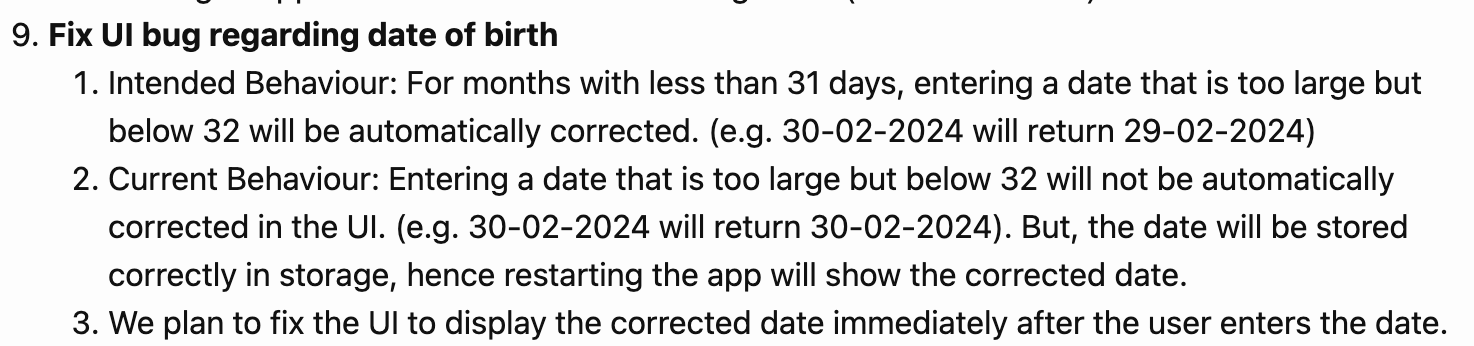 9. Fix UI bug regarding date of birth
1. Intended Behaviour: For months with less than 31 days, entering a date that is too large but
below 32 will be automatically corrected. (e.g. 30-02-2024 will return 29-02-2024)
2. Current Behaviour: Entering a date that is too large but below 32 will not be automatically
corrected in the UI. (e.g. 30-02-2024 will return 30-02-2024). But, the date will be stored
correctly in storage, hence restarting the app will show the corrected date.
3. We plan to fix the UI to display the corrected date immediately after the user enters the date.